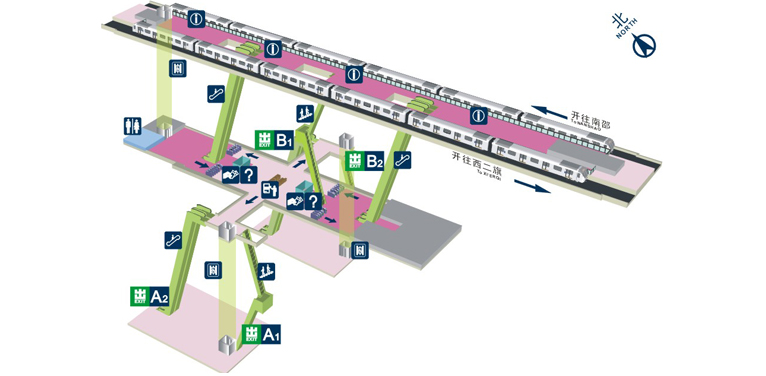 北
NORTH
开往南邵
To NANSHAO
开往西二旗
To XI'ERQI
EXIT B1
EXIT B2
?
?
EXIT A2
EXIT A1